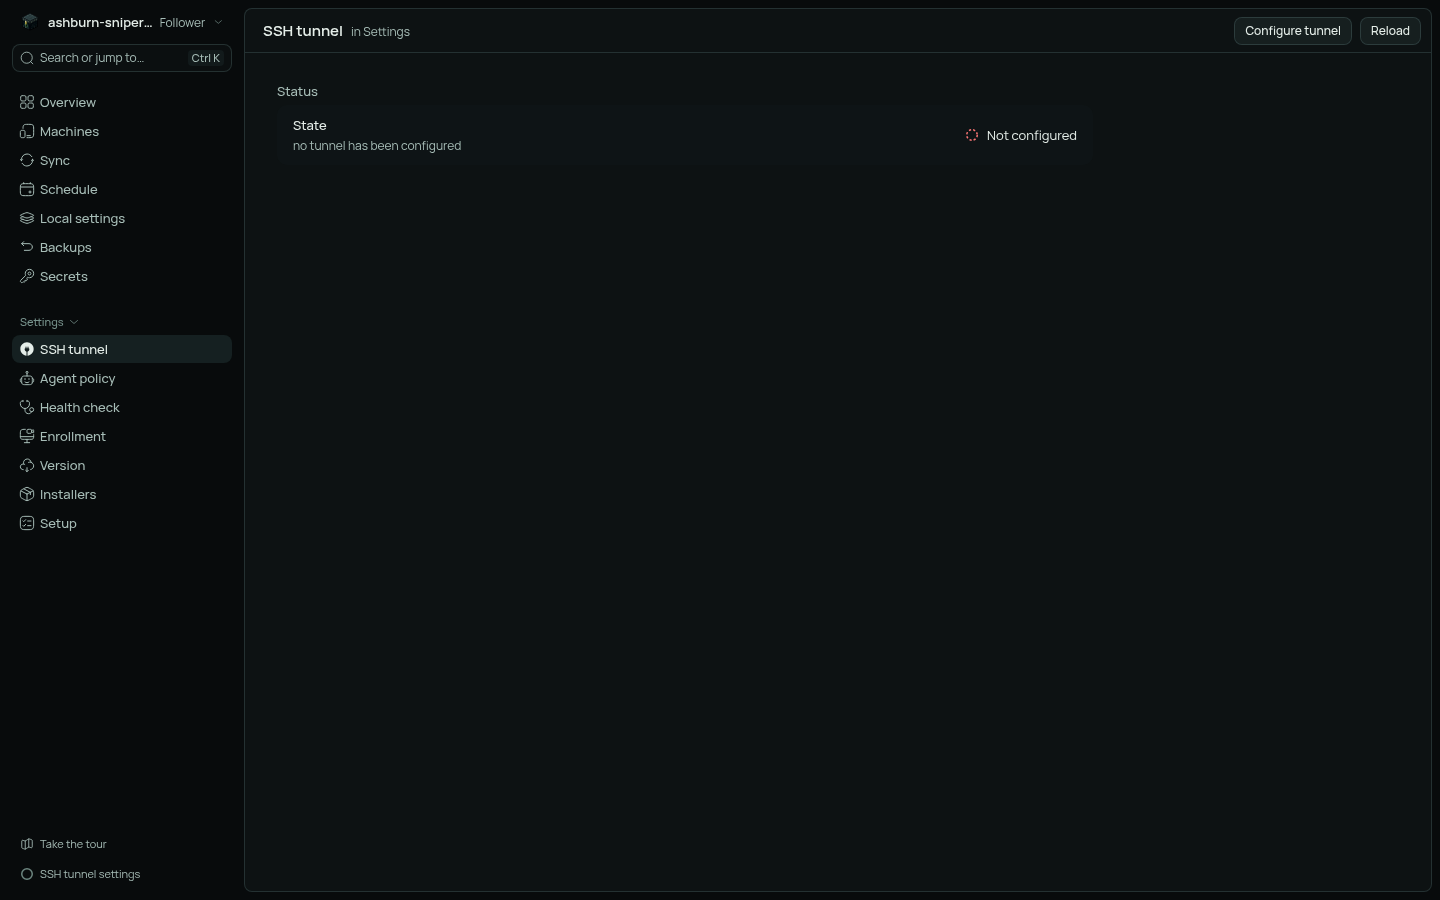 ashburn-sniper... Follower
Search or jump to... Ctrl K
Overview
Machines
Sync
Schedule
Local settings
Backups
Secrets
Settings
SSH tunnel
Agent policy
Health check
Enrollment
Version
Installers
Setup
Take the tour
SSH tunnel settings
SSH tunnel in Settings
Configure tunnel
Reload
Status
State
no tunnel has been configured
Not configured